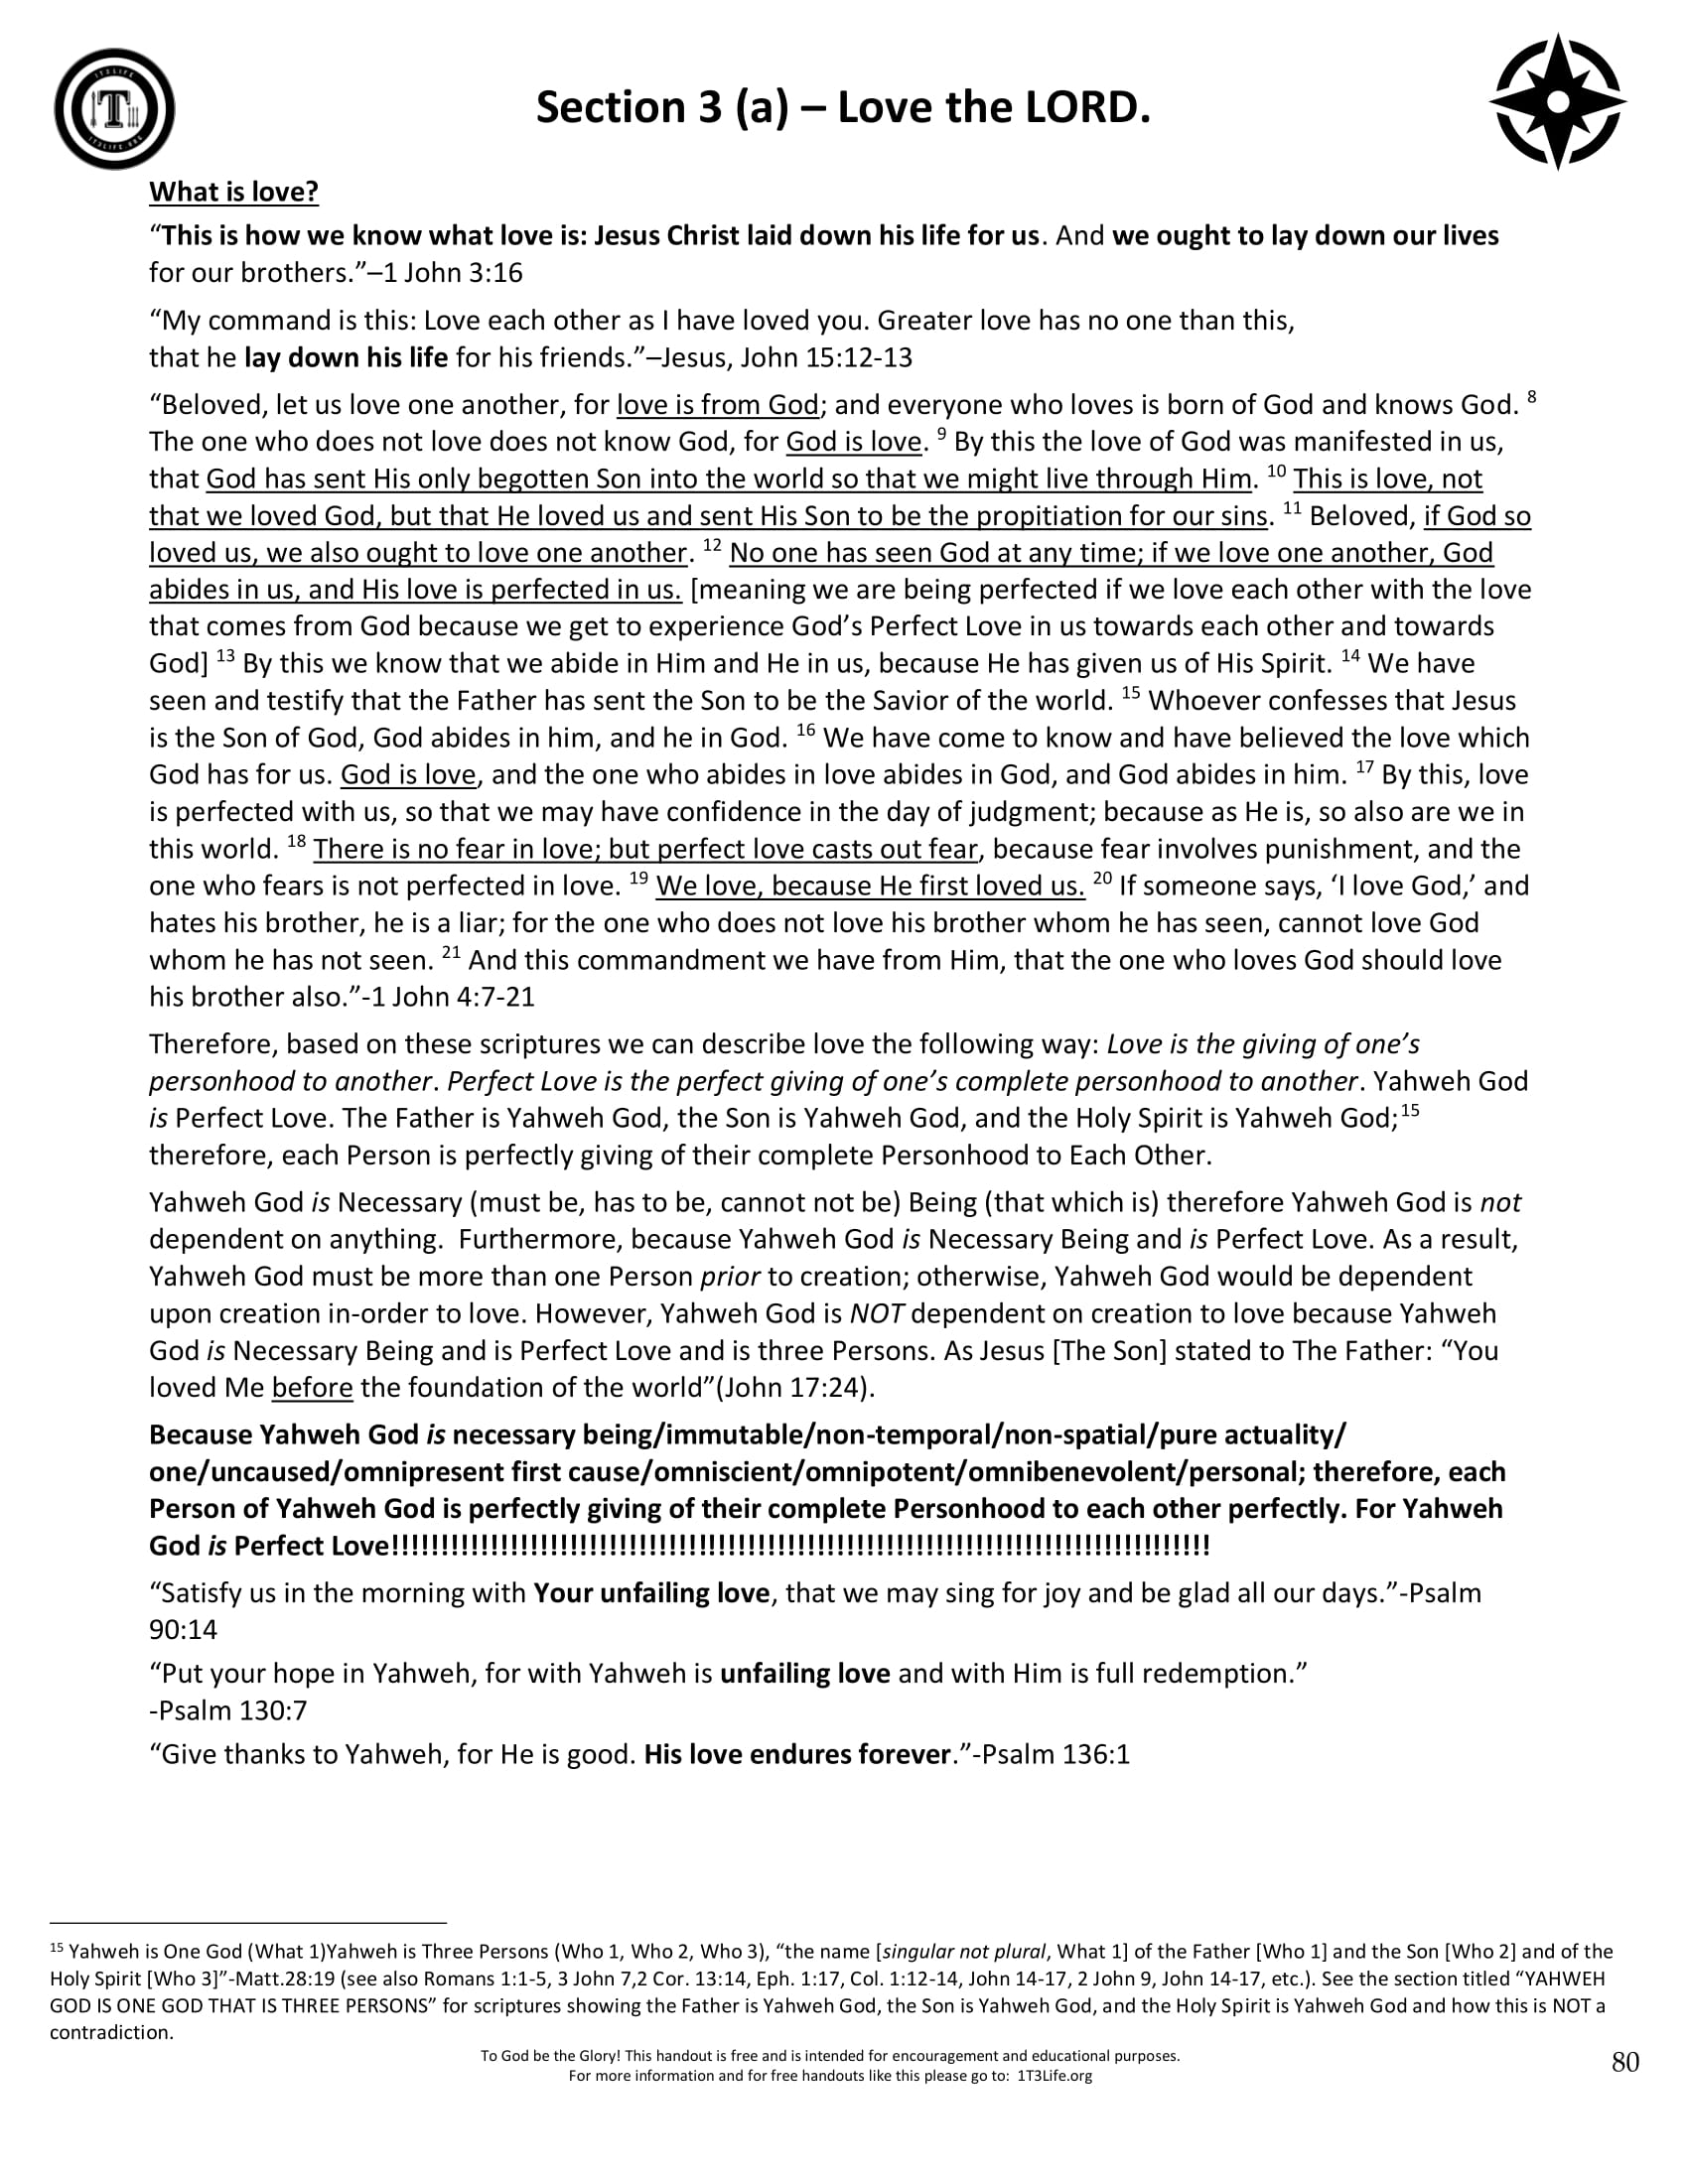 Section 3 (a) – Love the LORD.
What is love?
“This is how we know what love is: Jesus Christ laid down his life for us. And we ought to lay down our lives
for our brothers.”–1 John 3:16
“My command is this: Love each other as I have loved you. Greater love has no one than this,
that he lay down his life for his friends.”–Jesus, John 15:12-13
“Beloved, let us love one another, for love is from God; and everyone who loves is born of God and knows God. 8
The one who does not love does not know God, for God is love. 9 By this the love of God was manifested in us,
that God has sent His only begotten Son into the world so that we might live through Him. 10 This is love, not
that we loved God, but that He loved us and sent His Son to be the propitiation for our sins. 11 Beloved, if God so
loved us, we also ought to love one another. 12 No one has seen God at any time; if we love one another, God
abides in us, and His love is perfected in us. [meaning we are being perfected if we love each other with the love
that comes from God because we get to experience God’s Perfect Love in us towards each other and towards
God] 13 By this we know that we abide in Him and He in us, because He has given us of His Spirit. 14 We have
seen and testify that the Father has sent the Son to be the Savior of the world. 15 Whoever confesses that Jesus
is the Son of God, God abides in him, and he in God. 16 We have come to know and have believed the love which
God has for us. God is love, and the one who abides in love abides in God, and God abides in him. 17 By this, love
is perfected with us, so that we may have confidence in the day of judgment; because as He is, so also are we in
this world. 18 There is no fear in love; but perfect love casts out fear, because fear involves punishment, and the
one who fears is not perfected in love. 19 We love, because He first loved us. 20 If someone says, ‘I love God,’ and
hates his brother, he is a liar; for the one who does not love his brother whom he has seen, cannot love God
whom he has not seen. 21 And this commandment we have from Him, that the one who loves God should love
his brother also.”-1 John 4:7-21
Therefore, based on these scriptures we can describe love the following way: Love is the giving of one’s
personhood to another. Perfect Love is the perfect giving of one’s complete personhood to another. Yahweh God
is Perfect Love. The Father is Yahweh God, the Son is Yahweh God, and the Holy Spirit is Yahweh God;15
therefore, each Person is perfectly giving of their complete Personhood to Each Other.
Yahweh God is Necessary (must be, has to be, cannot not be) Being (that which is) therefore Yahweh God is not
dependent on anything.  Furthermore, because Yahweh God is Necessary Being and is Perfect Love. As a result,
Yahweh God must be more than one Person prior to creation; otherwise, Yahweh God would be dependent
upon creation in-order to love. However, Yahweh God is NOT dependent on creation to love because Yahweh
God is Necessary Being and is Perfect Love and is three Persons. As Jesus [The Son] stated to The Father: “You
loved Me before the foundation of the world”(John 17:24).
Because Yahweh God is necessary being/immutable/non-temporal/non-spatial/pure actuality/
one/uncaused/omnipresent first cause/omniscient/omnipotent/omnibenevolent/personal; therefore, each
Person of Yahweh God is perfectly giving of their complete Personhood to each other perfectly. For Yahweh
God is Perfect Love!!!!!!!!!!!!!!!!!!!!!!!!!!!!!!!!!!!!!!!!!!!!!!!!!!!!!!!!!!!!!!!!!!!!!!!!!!!!!!!!!!!
“Satisfy us in the morning with Your unfailing love, that we may sing for joy and be glad all our days.”-Psalm
90:14
“Put your hope in Yahweh, for with Yahweh is unfailing love and with Him is full redemption.”
-Psalm 130:7
“Give thanks to Yahweh, for He is good. His love endures forever.”-Psalm 136:1
15 Yahweh is One God (What 1)Yahweh is Three Persons (Who 1, Who 2, Who 3), “the name [singular not plural, What 1] of the Father [Who 1] and the Son [Who 2] and of the
Holy Spirit [Who 3]”-Matt.28:19 (see also Romans 1:1-5, 3 John 7,2 Cor. 13:14, Eph. 1:17, Col. 1:12-14, John 14-17, 2 John 9, John 14-17, etc.). See the section titled “YAHWEH
GOD IS ONE GOD THAT IS THREE PERSONS” for scriptures showing the Father is Yahweh God, the Son is Yahweh God, and the Holy Spirit is Yahweh God and how this is NOT a
contradiction.
To God be the Glory! This handout is free and is intended for encouragement and educational purposes.
For more information and for free handouts like this please go to:  1T3Life.org
80
1T3LIFE
T
1T3LIFE.ORG